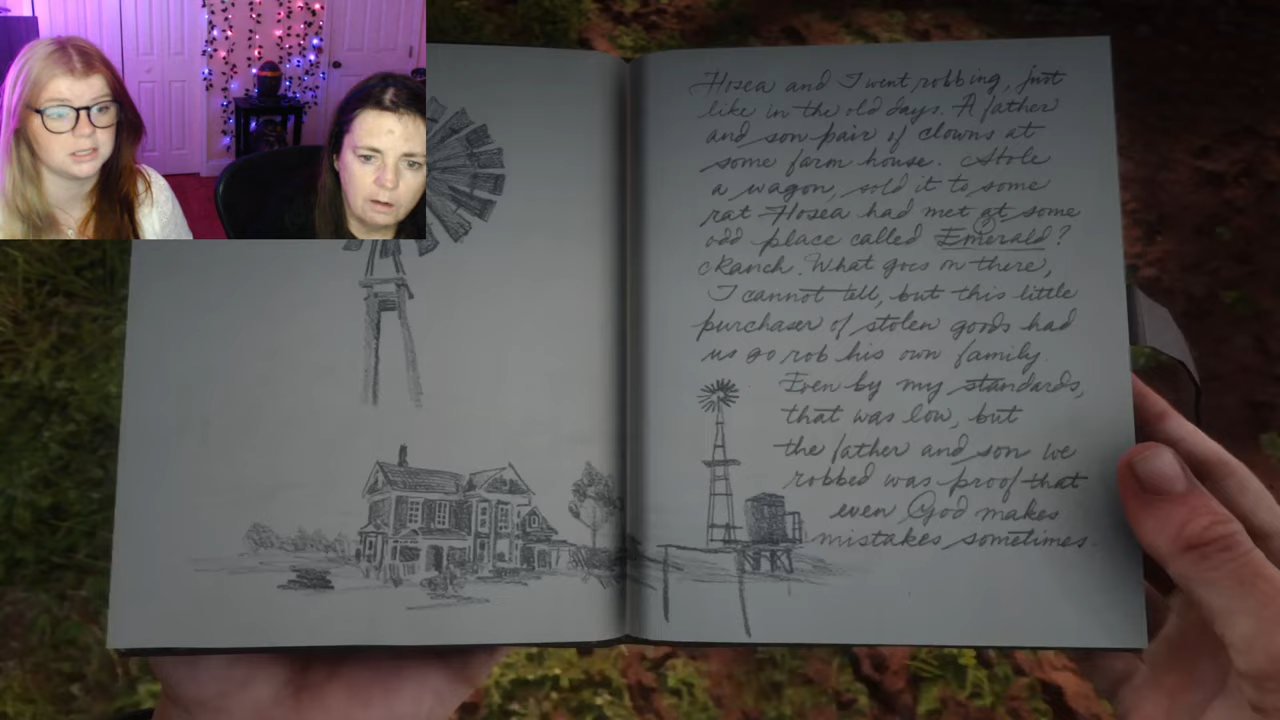 Hosea and I went robbing, just
like in the old days. A father
and son pair of clowns at
some farm house. Stole
a wagon, sold it to some
rat Hosea had met at some
odd place called Emerald?
Ranch. What goes on there,
I cannot tell, but this little
purchaser of stolen goods had
us go rob his own family.
Even by my standards,
that was low, but
the father and son we
robbed was proof that
even God makes
mistakes sometimes.